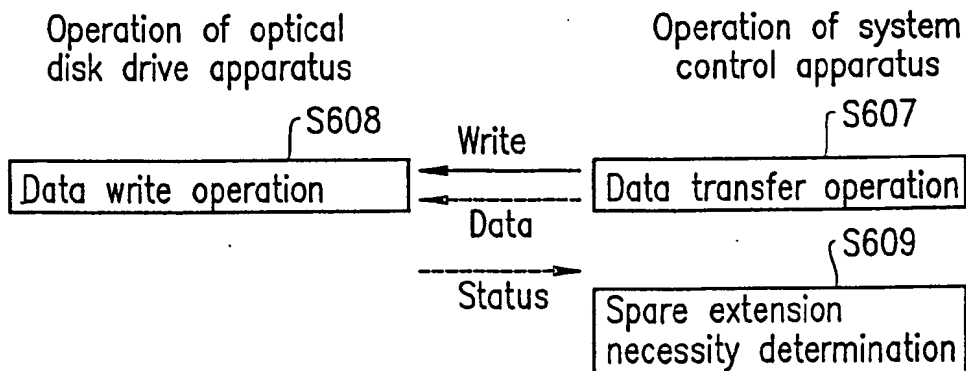 Operation of optical
disk drive apparatus
Operation of system
control apparatus
S608
S607
Write
Data write operation
Data transfer operation
Data
S609
Status
Spare extension
necessity determination